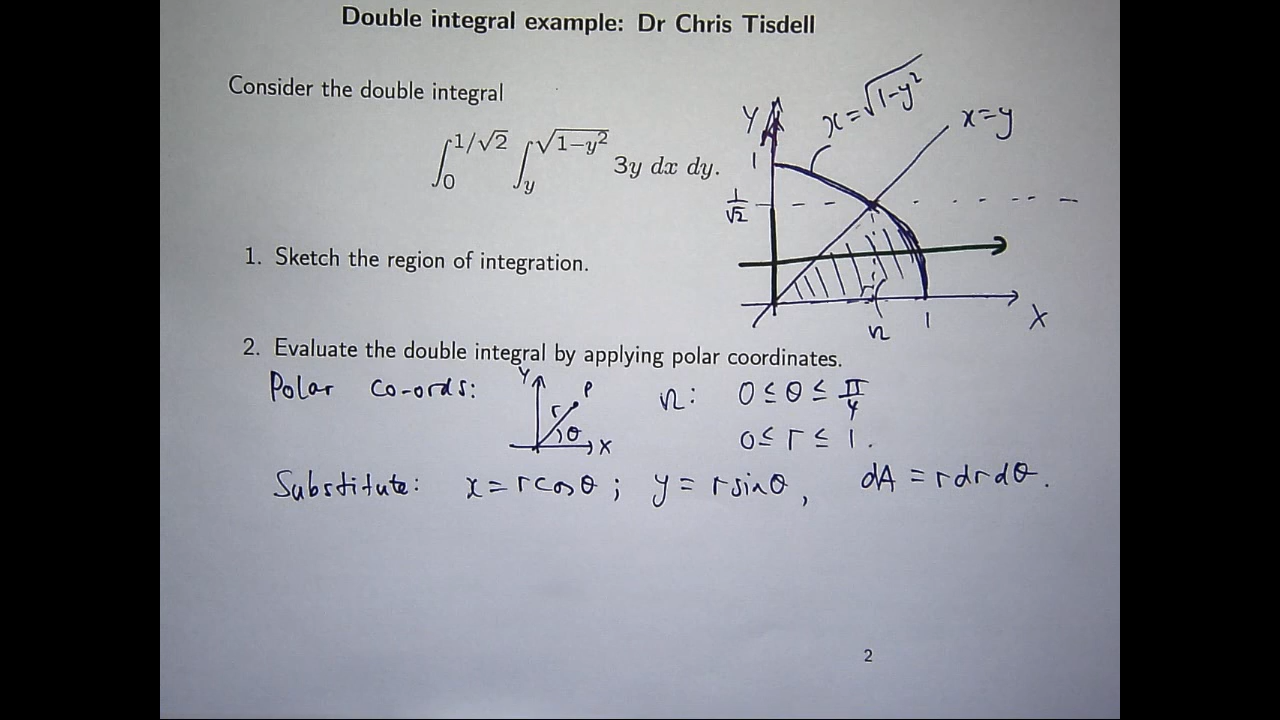 Double integral example: Dr Chris Tisdell
Consider the double integral
∫₀^{1/√2} ∫_y^{√(1−y²)} 3y dx dy.
Y
x=√(1-y²)
x=y
1
1/√2
1
X
Ω
1. Sketch the region of integration.
2. Evaluate the double integral by applying polar coordinates.
Polar co-ords:
Y
P
r
θ
X
Ω: 0 ≤ θ ≤ π/4
0 ≤ r ≤ 1.
Substitute: x = r cos θ ; y = r sin θ , dA = r dr dθ.
2